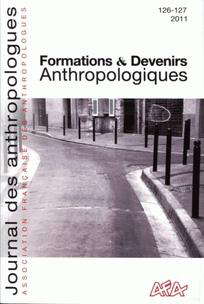 126-127
2011
Formations & Devenirs
Anthropologiques
Journal des anthropologues
ASSOCIATION FRANÇAISE DES ANTHROPOLOGUES
AFA